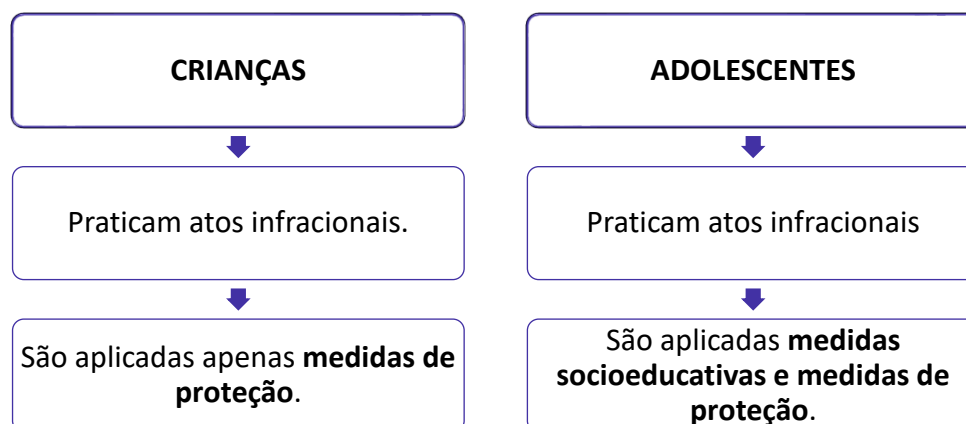 CRIANÇAS
Praticam atos infracionais.
São aplicadas apenas medidas de
proteção.
ADOLESCENTES
Praticam atos infracionais
São aplicadas medidas
socioeducativas e medidas de
proteção.